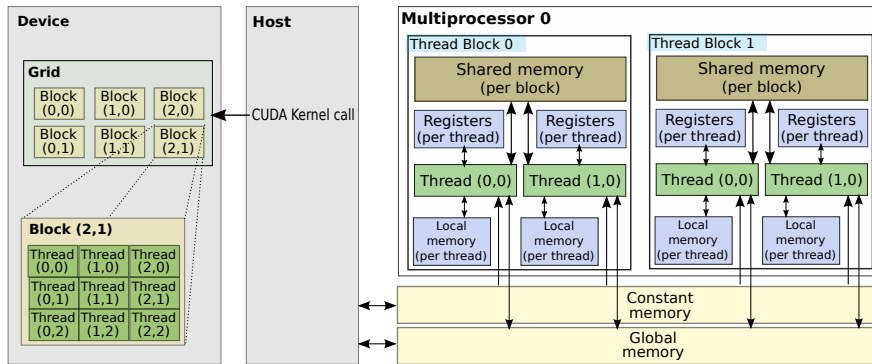 Device
Grid
Block
(0,0)
Block
(1,0)
Block
(2,0)
Block
(0,1)
Block
(1,1)
Block
(2,1)
Block (2,1)
Thread
(0,0)
Thread
(1,0)
Thread
(2,0)
Thread
(0,1)
Thread
(1,1)
Thread
(2,1)
Thread
(0,2)
Thread
(1,2)
Thread
(2,2)
Host
CUDA Kernel call
Multiprocessor 0
Thread Block 0
Shared memory
(per block)
Registers
(per thread)
Registers
(per thread)
Thread (0,0)
Thread (1,0)
Local
memory
(per thread)
Local
memory
(per thread)
Thread Block 1
Shared memory
(per block)
Registers
(per thread)
Registers
(per thread)
Thread (0,0)
Thread (1,0)
Local
memory
(per thread)
Local
memory
(per thread)
Constant
memory
Global
memory